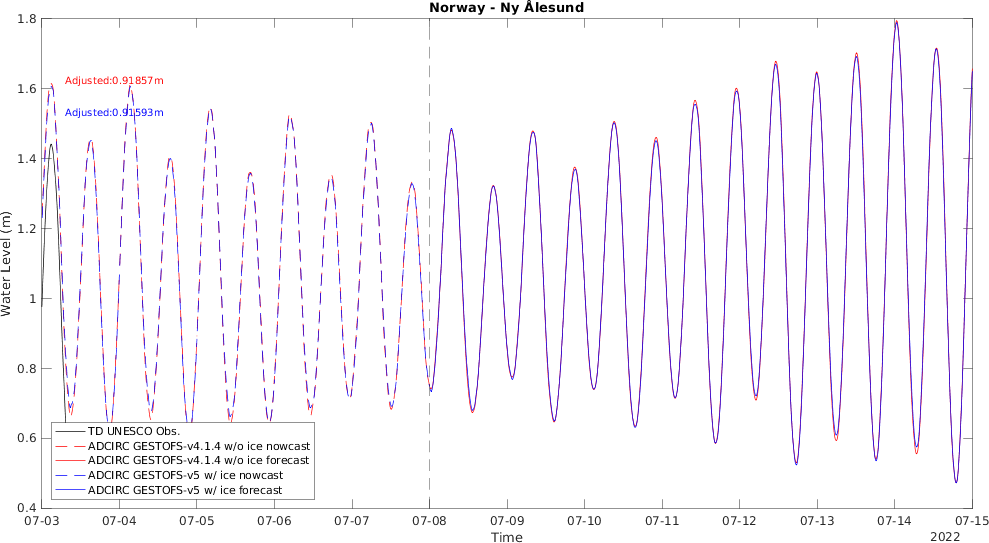 Norway - Ny Ålesund
Water Level (m)
1.8
1.6
1.4
1.2
1
0.8
0.6
0.4
Adjusted:0.91857m
Adjusted:0.91593m
TD UNESCO Obs.
ADCIRC GESTOFS-v4.1.4 w/o ice nowcast
ADCIRC GESTOFS-v4.1.4 w/o ice forecast
ADCIRC GESTOFS-v5 w/ ice nowcast
ADCIRC GESTOFS-v5 w/ ice forecast
07-03 07-04 07-05 07-06 07-07 07-08 07-09 07-10 07-11 07-12 07-13 07-14 07-15
Time
2022